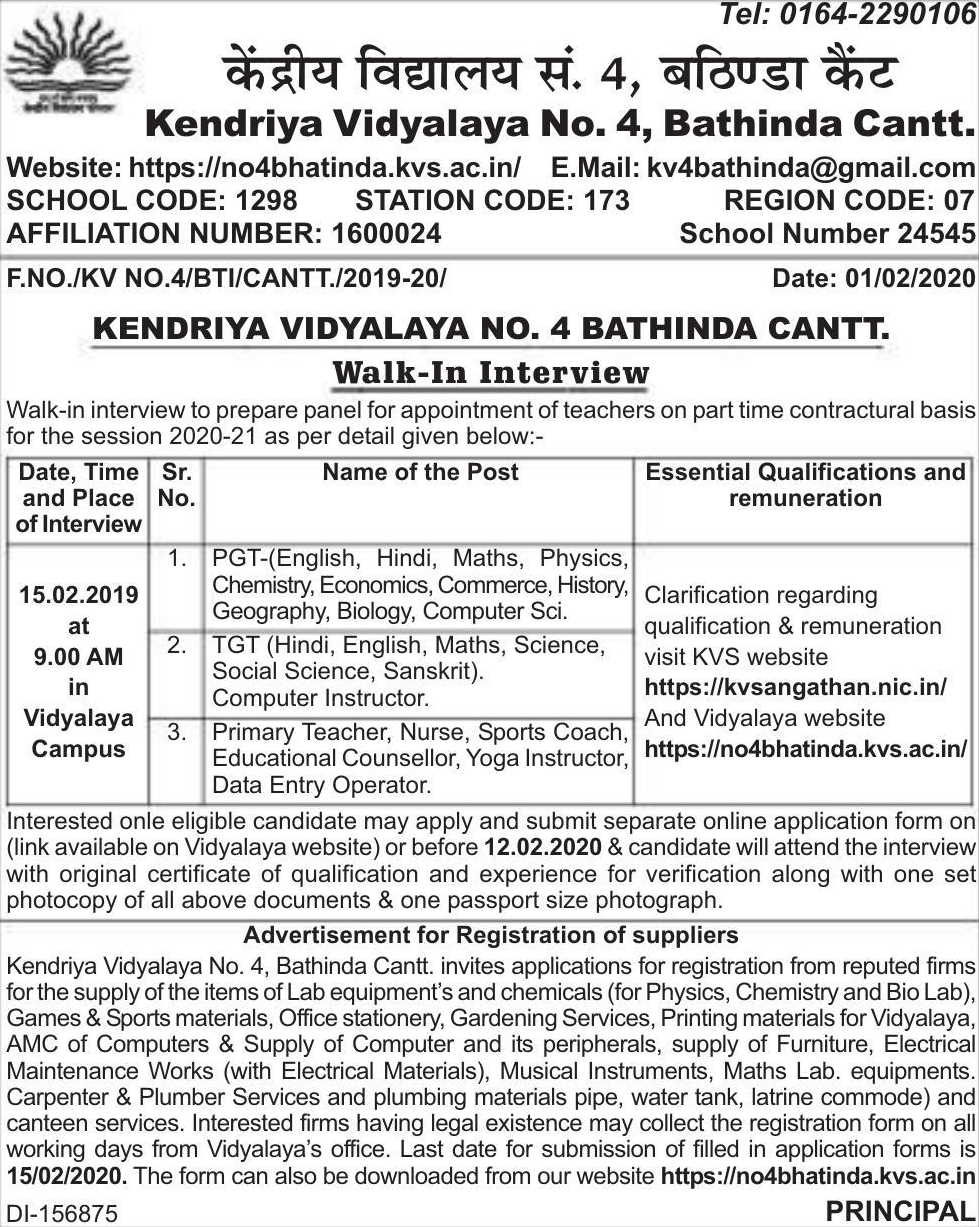 Tel: 0164-2290106
केंद्रीय विद्यालय सं. 4, बठिण्डा कैंट
Kendriya Vidyalaya No. 4, Bathinda Cantt.
Website: https://no4bhatinda.kvs.ac.in/ E.Mail: kv4bathinda@gmail.com
SCHOOL CODE: 1298 STATION CODE: 173 REGION CODE: 07
AFFILIATION NUMBER: 1600024 School Number 24545
F.NO./KV NO.4/BTI/CANTT./2019-20/ Date: 01/02/2020
KENDRIYA VIDYALAYA NO. 4 BATHINDA CANTT.
Walk-In Interview
Walk-in interview to prepare panel for appointment of teachers on part time contractural basis
for the session 2020-21 as per detail given below:-
Date, Time
and Place
of Interview
Sr.
No.
Name of the Post
Essential Qualifications and
remuneration
15.02.2019
at
9.00 AM
in
Vidyalaya
Campus
1. PGT-(English, Hindi, Maths, Physics,
Chemistry, Economics, Commerce, History,
Geography, Biology, Computer Sci.
2. TGT (Hindi, English, Maths, Science,
Social Science, Sanskrit).
Computer Instructor.
3. Primary Teacher, Nurse, Sports Coach,
Educational Counsellor, Yoga Instructor,
Data Entry Operator.
Clarification regarding
qualification & remuneration
visit KVS website
https://kvsangathan.nic.in/
And Vidyalaya website
https://no4bhatinda.kvs.ac.in/
Interested onle eligible candidate may apply and submit separate online application form on
(link available on Vidyalaya website) or before 12.02.2020 & candidate will attend the interview
with original certificate of qualification and experience for verification along with one set
photocopy of all above documents & one passport size photograph.
Advertisement for Registration of suppliers
Kendriya Vidyalaya No. 4, Bathinda Cantt. invites applications for registration from reputed firms
for the supply of the items of Lab equipment's and chemicals (for Physics, Chemistry and Bio Lab),
Games & Sports materials, Office stationery, Gardening Services, Printing materials for Vidyalaya,
AMC of Computers & Supply of Computer and its peripherals, supply of Furniture, Electrical
Maintenance Works (with Electrical Materials), Musical Instruments, Maths Lab. equipments.
Carpenter & Plumber Services and plumbing materials pipe, water tank, latrine commode) and
canteen services. Interested firms having legal existence may collect the registration form on all
working days from Vidyalaya's office. Last date for submission of filled in application forms is
15/02/2020. The form can also be downloaded from our website https://no4bhatinda.kvs.ac.in
DI-156875 PRINCIPAL